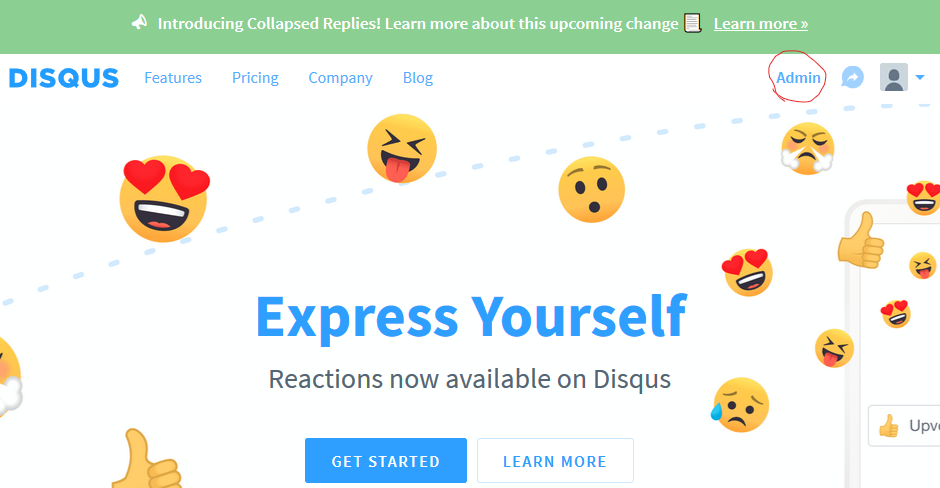 Introducing Collapsed Replies! Learn more about this upcoming change Learn more »
DISQUS Features Pricing Company Blog Admin
Express Yourself
Reactions now available on Disqus
Upvo
GET STARTED LEARN MORE